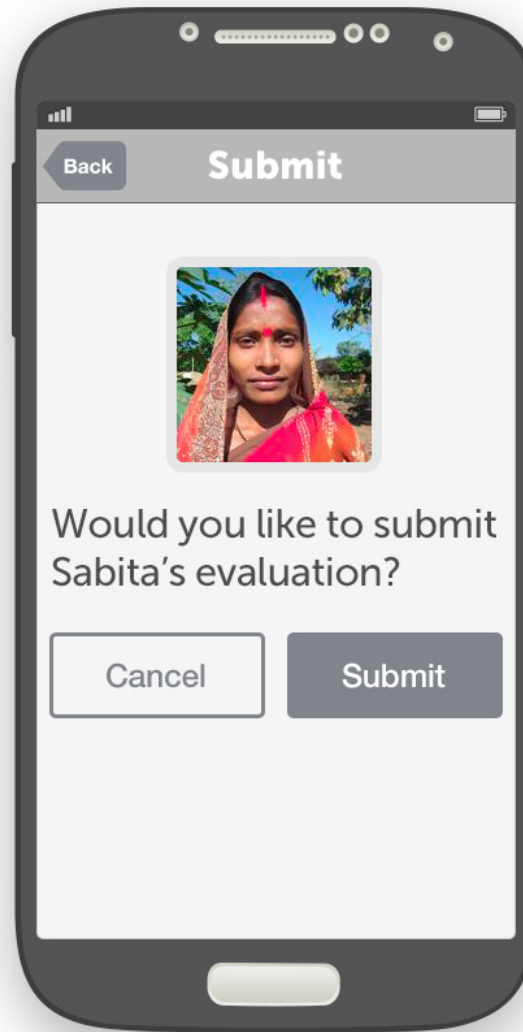 Back
Submit
Would you like to submit
Sabita’s evaluation?
Cancel
Submit